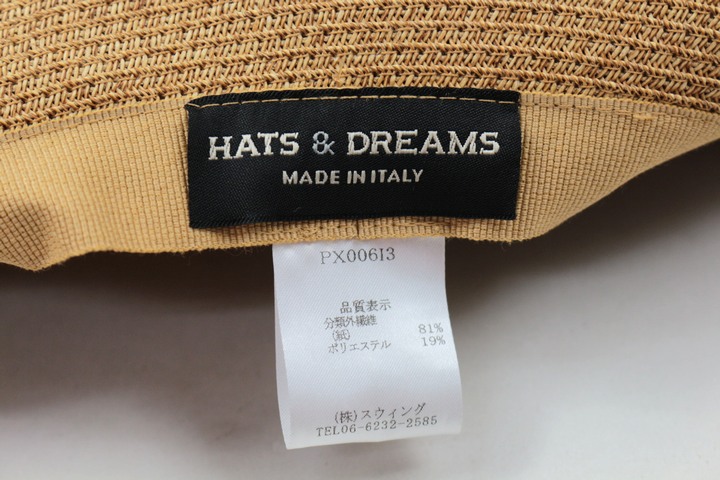 HATS & DREAMS
MADE IN ITALY
PX00613
品質表示
分類外繊維
(紙) 81%
ポリエステル 19%
(株)スウィング
TEL06-6232-2585